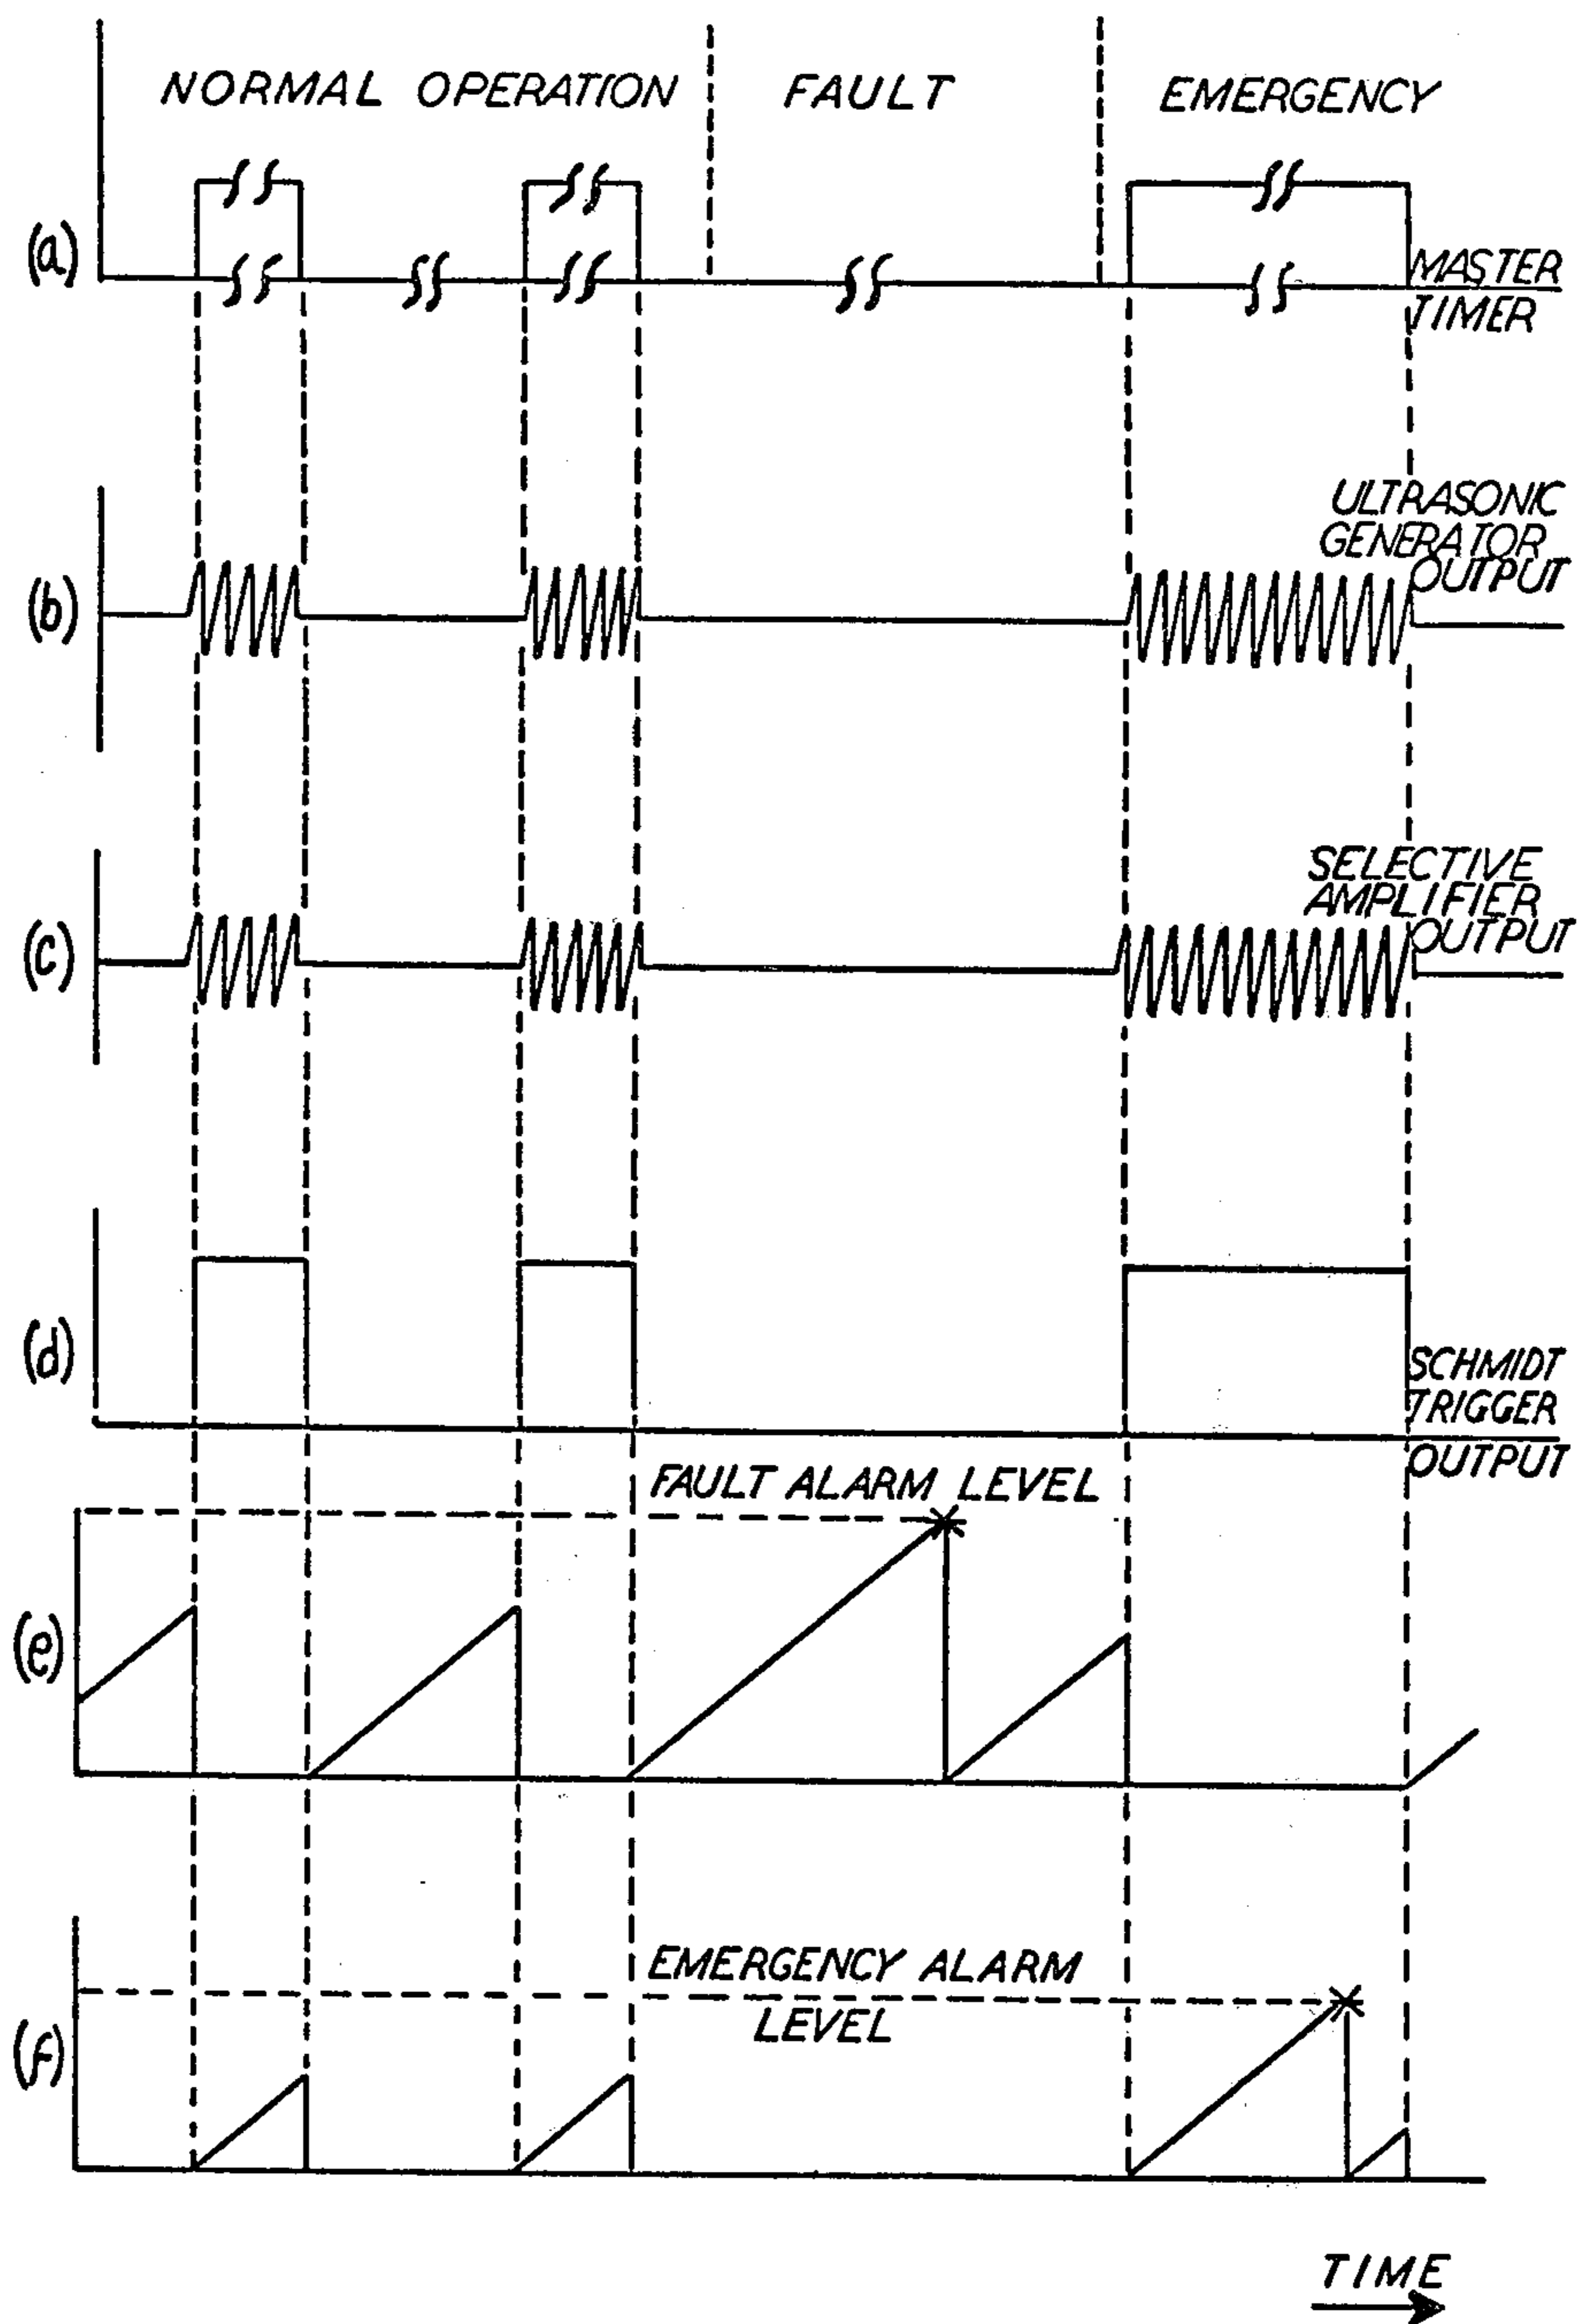 NORMAL OPERATION
FAULT
EMERGENCY
(a)
MASTER
TIMER
ULTRASONIC
GENERATOR
OUTPUT
(b)
SELECTIVE
AMPLIFIER
OUTPUT
(c)
(d)
SCHMIDT
TRIGGER
OUTPUT
FAULT ALARM LEVEL
(e)
EMERGENCY ALARM
LEVEL
(f)
TIME